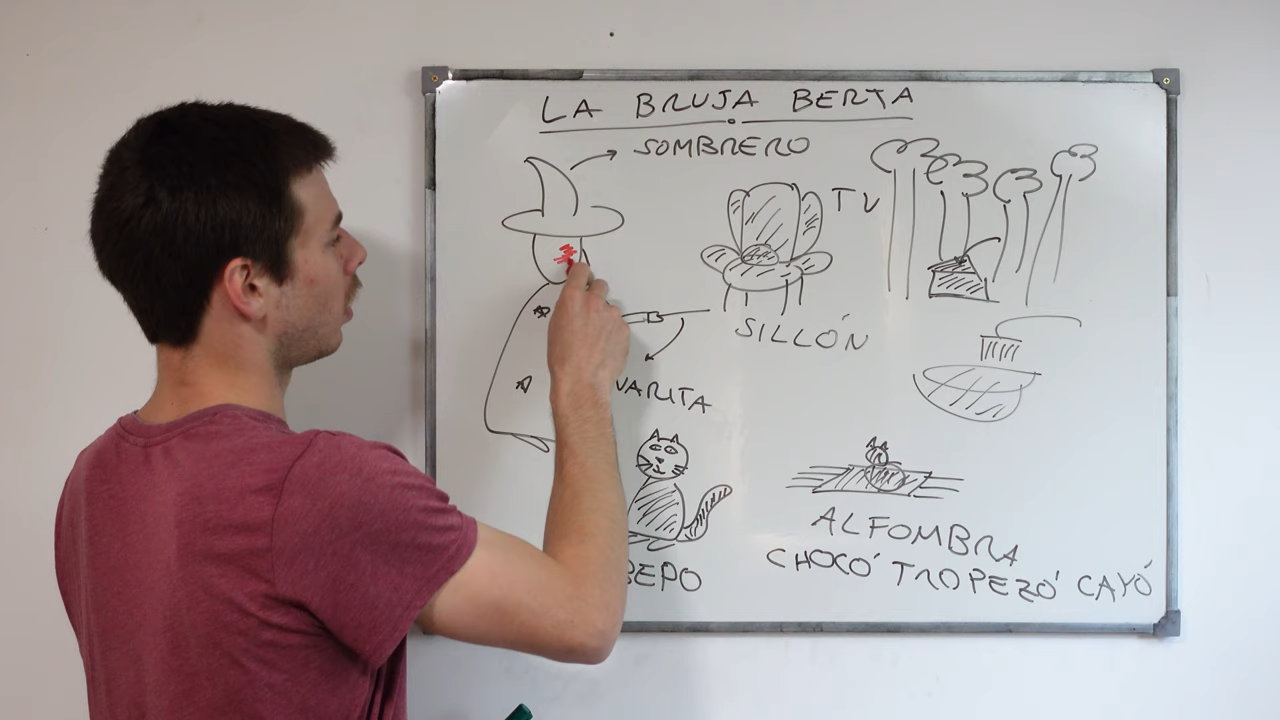 LA BRUJA BERTA
SOMBRERO
TV
SILLÓN
VARITA
ALFOMBRA
CHOCÓ TROPEZÓ CAYÓ